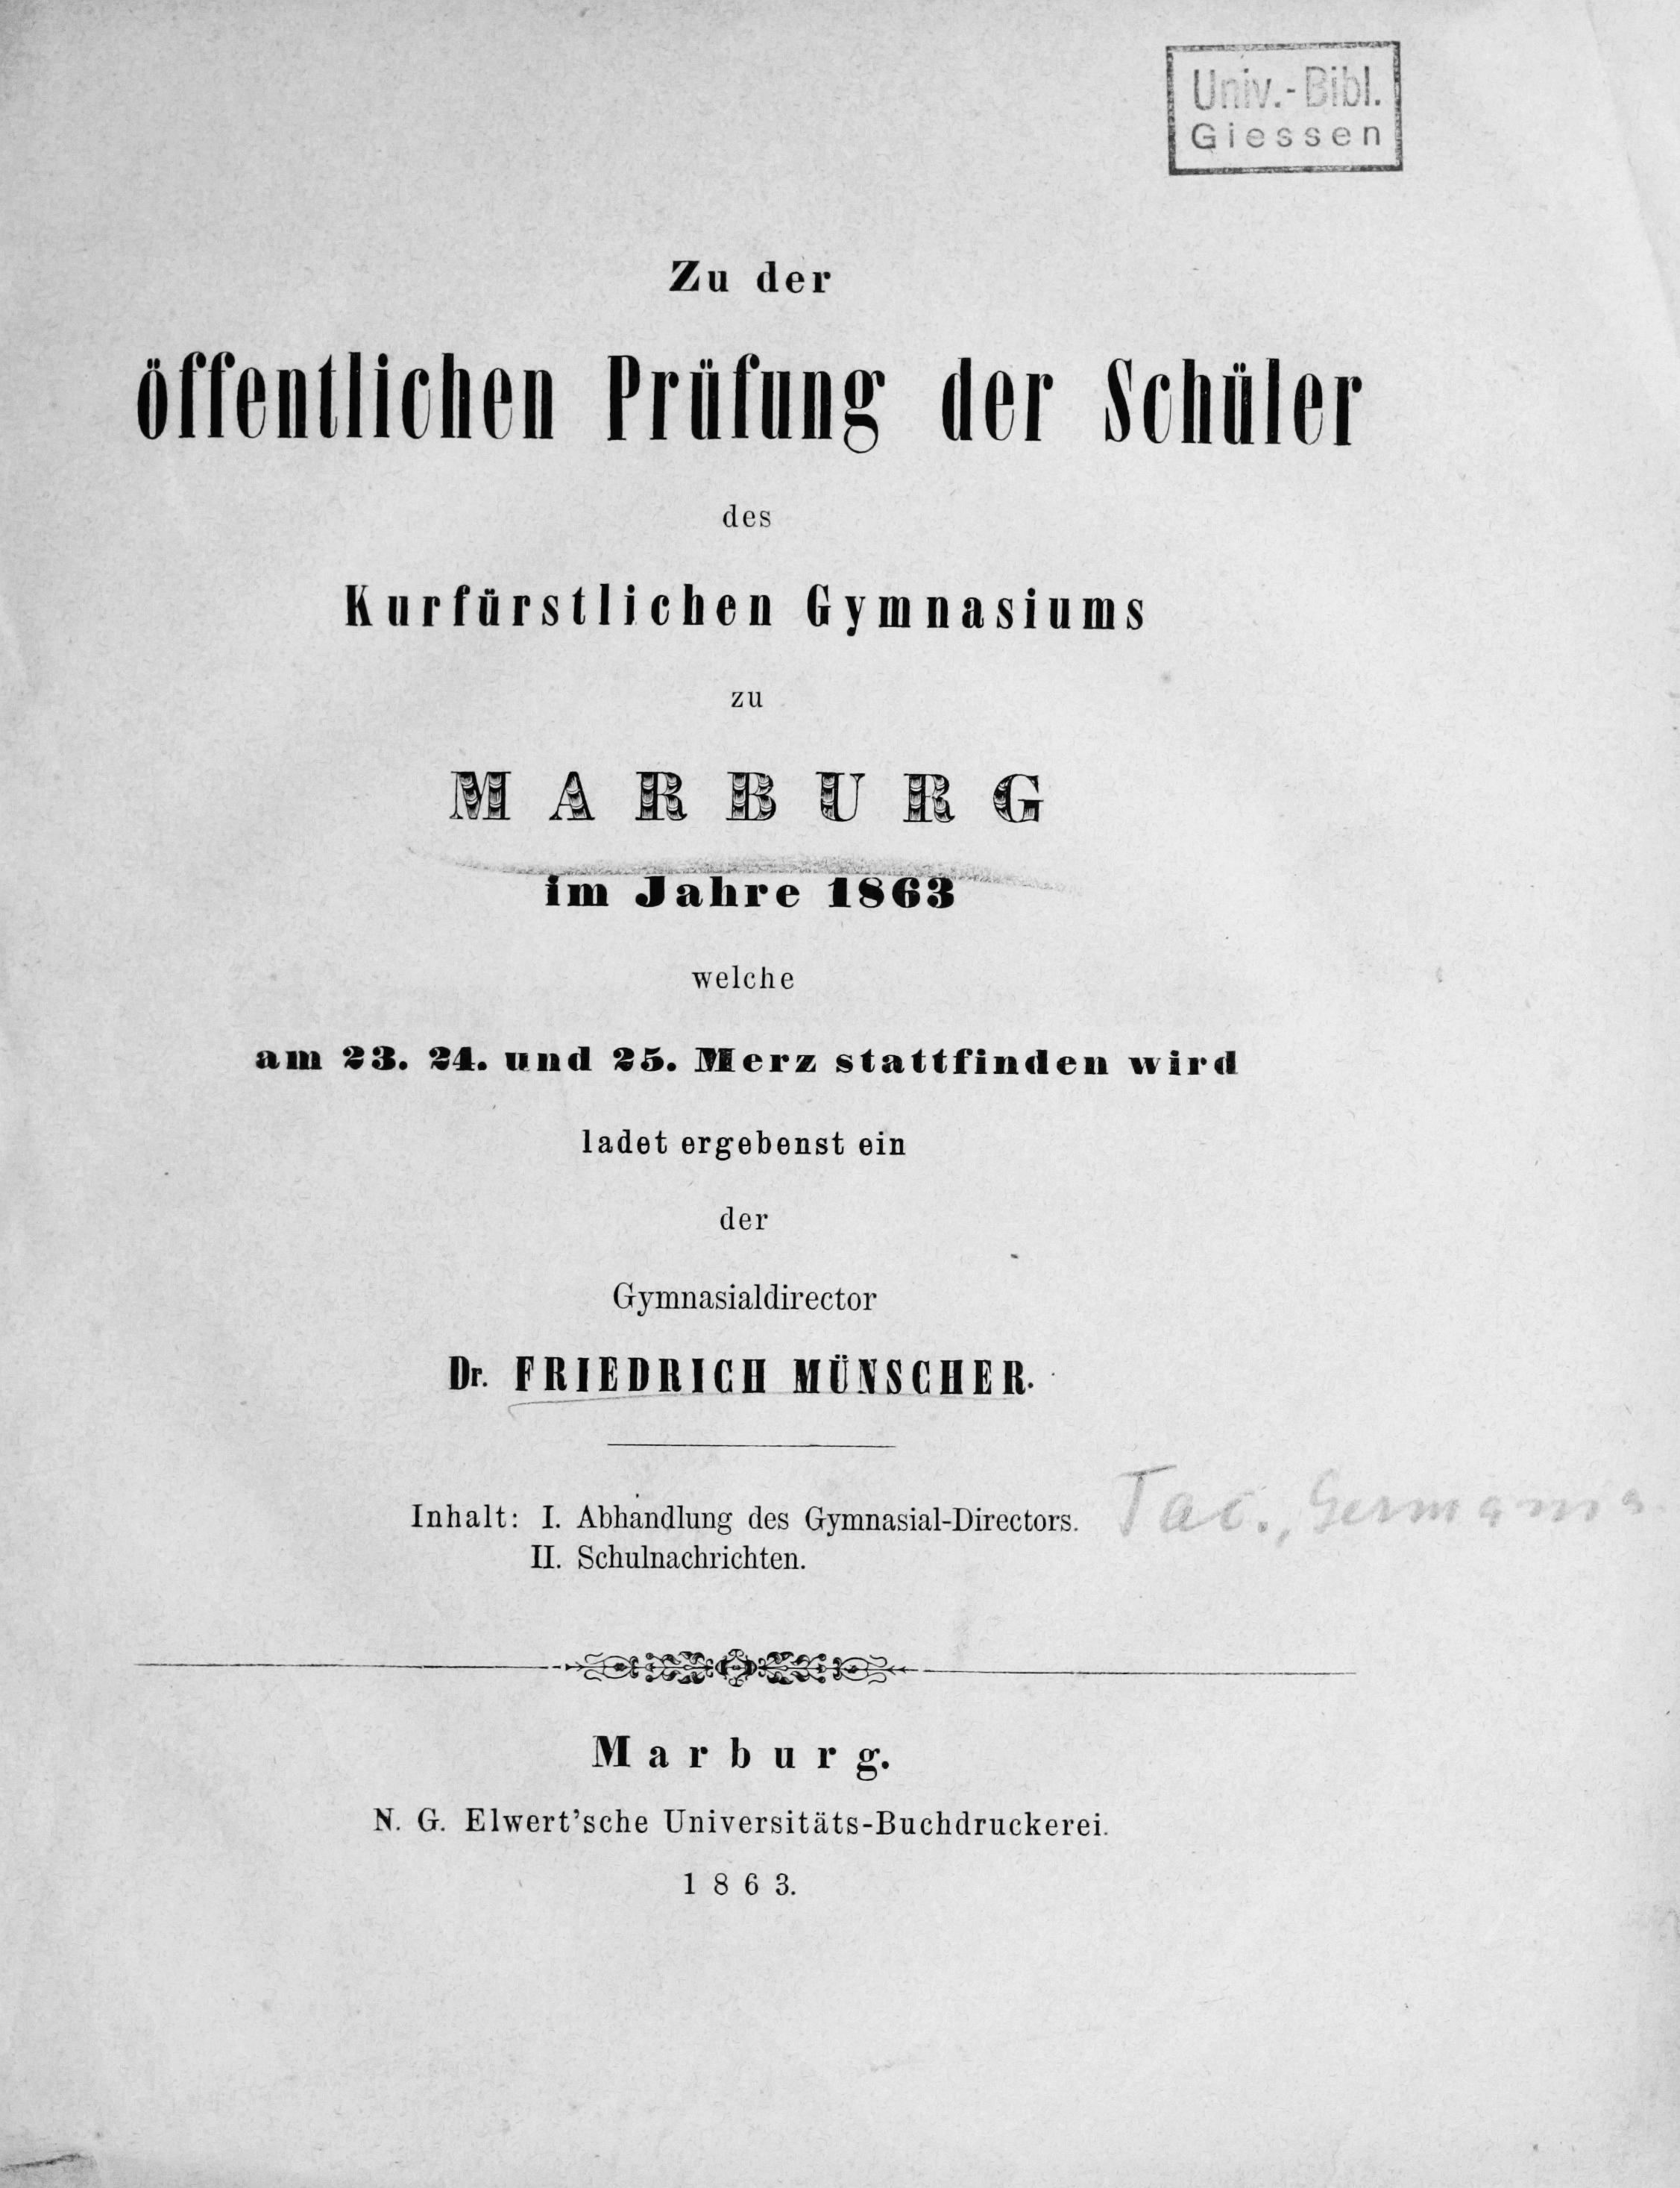 Univ.-Bibl.
Giessen
Zu der
öffentlichen Prüfung der Schüler
des
Kurfürstlichen Gymnasiums
zu
MARBURG
im Jahre 1863
welche
am 23. 24. und 25. Merz stattfinden wird
ladet ergebenst ein
der
Gymnasialdirector
Dr. FRIEDRICH MÜNSCHER.
Inhalt: I. Abhandlung des Gymnasial-Directors. Tac., Germania
II. Schulnachrichten.
Marburg.
N. G. Elwert'sche Universitäts-Buchdruckerei.
1863.